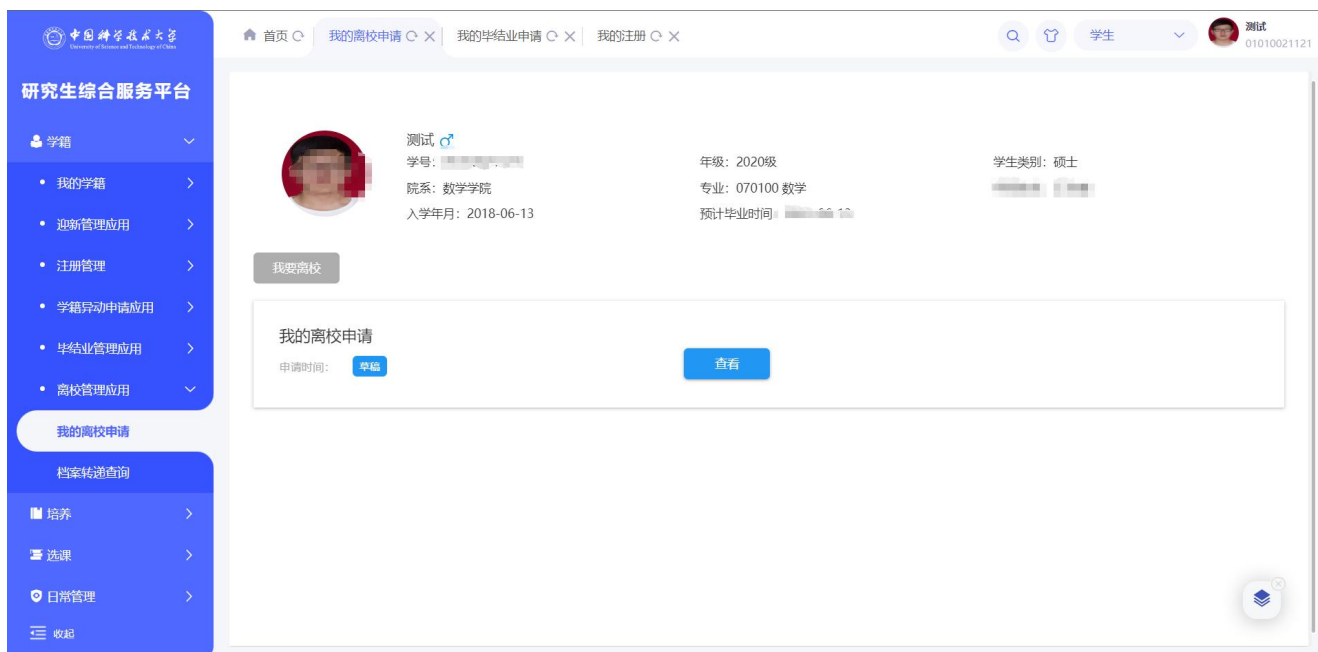 中国科学技术大学
University of Science and Technology of China
首页
我的离校申请
我的毕结业申请
我的注册
学生
测试
01010021121
研究生综合服务平台
学籍
我的学籍
迎新管理应用
注册管理
学籍异动申请应用
毕结业管理应用
离校管理应用
我的离校申请
档案转递查询
培养
选课
日常管理
收起
测试
学号:
年级: 2020级
学生类别: 硕士
院系: 数学学院
专业: 070100 数学
入学年月: 2018-06-13
预计毕业时间:
我要离校
我的离校申请
申请时间:
草稿
查看